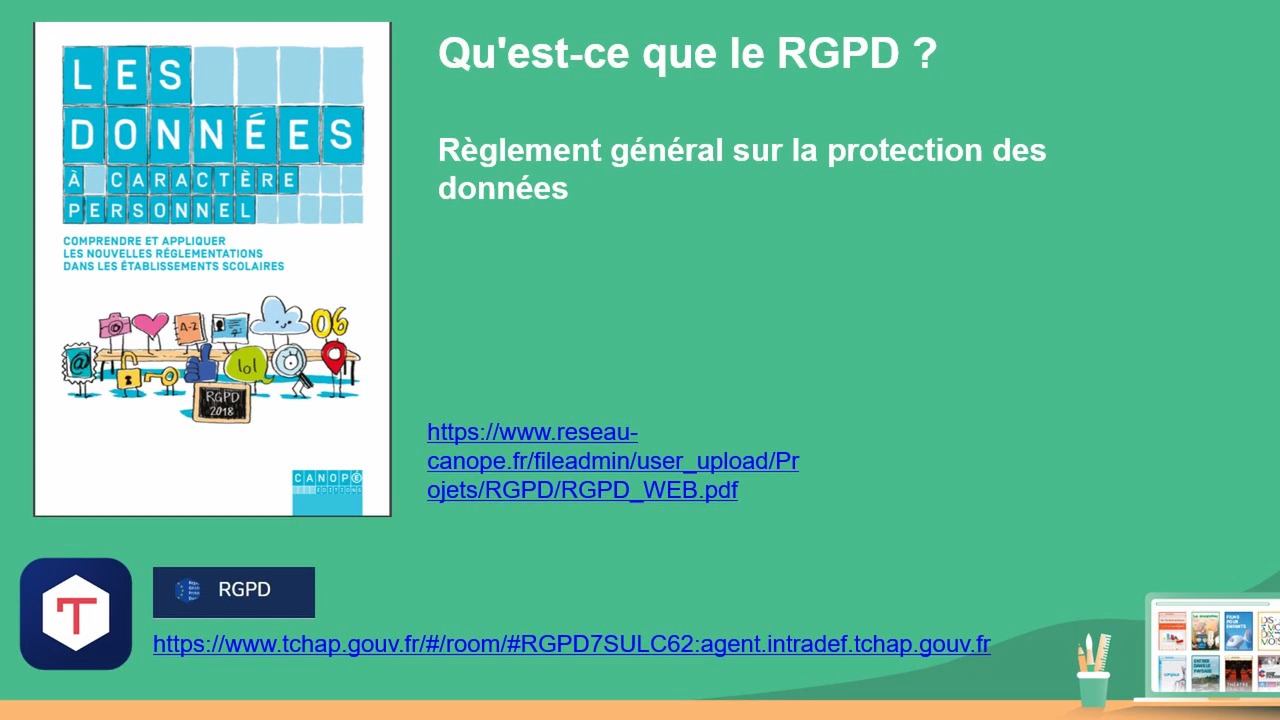 LES
DONNÉES
À CARACTÈRE
PERSONNEL
COMPRENDRE ET APPLIQUER
LES NOUVELLES RÉGLEMENTATIONS
DANS LES ÉTABLISSEMENTS SCOLAIRES
A-Z
06
@
lol
RGPD
2018
CANOPÉ
ÉDITIONS
Qu'est-ce que le RGPD ?
Règlement général sur la protection des
données
https://www.reseau-
canope.fr/fileadmin/user_upload/Pr
ojets/RGPD/RGPD_WEB.pdf
T
RGPD
https://www.tchap.gouv.fr/#/room/#RGPD7SULC62:agent.intradef.tchap.gouv.fr